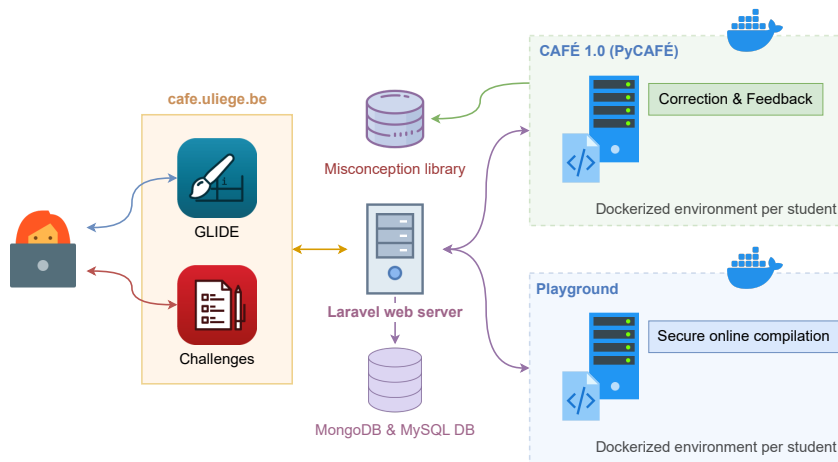 cafe.uliege.be
GLIDE
Challenges
Misconception library
Laravel web server
MongoDB & MySQL DB
CAFÉ 1.0 (PyCAFÉ)
Correction & Feedback
Dockerized environment per student
Playground
Secure online compilation
Dockerized environment per student